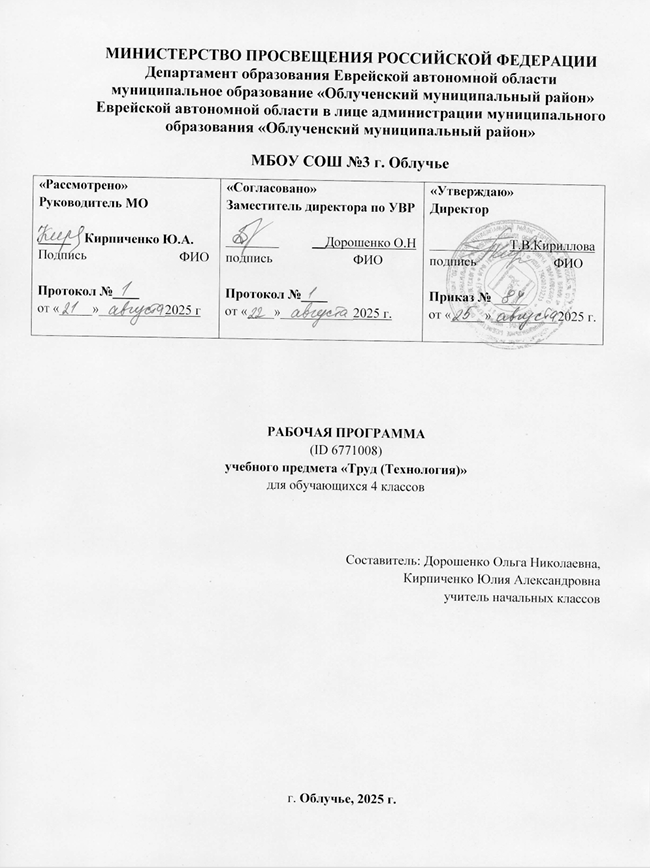 МИНИСТЕРСТВО ПРОСВЕЩЕНИЯ РОССИЙСКОЙ ФЕДЕРАЦИИ
Департамент образования Еврейской автономной области
муниципальное образование «Облученский муниципальный район»
Еврейской автономной области в лице администрации муниципального
образования «Облученский муниципальный район»
МБОУ СОШ №3 г. Облучье
«Рассмотрено»
Руководитель МО
Кирпиченко Ю.А.
Подпись ФИО
Протокол № 1
от « 21 » августа 2025 г
«Согласовано»
Заместитель директора по УВР
Дорошенко О.Н
подпись ФИО
Протокол № 1
от « 22 » августа 2025 г.
«Утверждаю»
Директор
Т.В.Кириллова
подпись ФИО
Приказ № 84
от « 25 » августа 2025 г.
РАБОЧАЯ ПРОГРАММА
(ID 6771008)
учебного предмета «Труд (Технология)»
для обучающихся 4 классов
Составитель: Дорошенко Ольга Николаевна,
Кирпиченко Юлия Александровна
учитель начальных классов
г. Облучье, 2025 г.